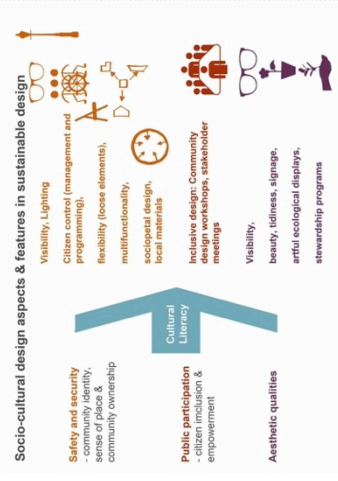 Socio-cultural design aspects & features in sustainable design
Safety and security
- community identity,
sense of place &
community ownership
Public participation
- citizen imclusion &
empowerment
Aesthetic qualities
Cultural
Literacy
Visibility, Lighting
Citizen control (management and
programming),
flexibility (loose elements),
multifunctionality,
sociopetal design,
local materials
Inclusive design: Community
design workshops, stakeholder
meetings
Visibility,
beauty, tidiness, signage,
artful ecological displays,
stewardship programs